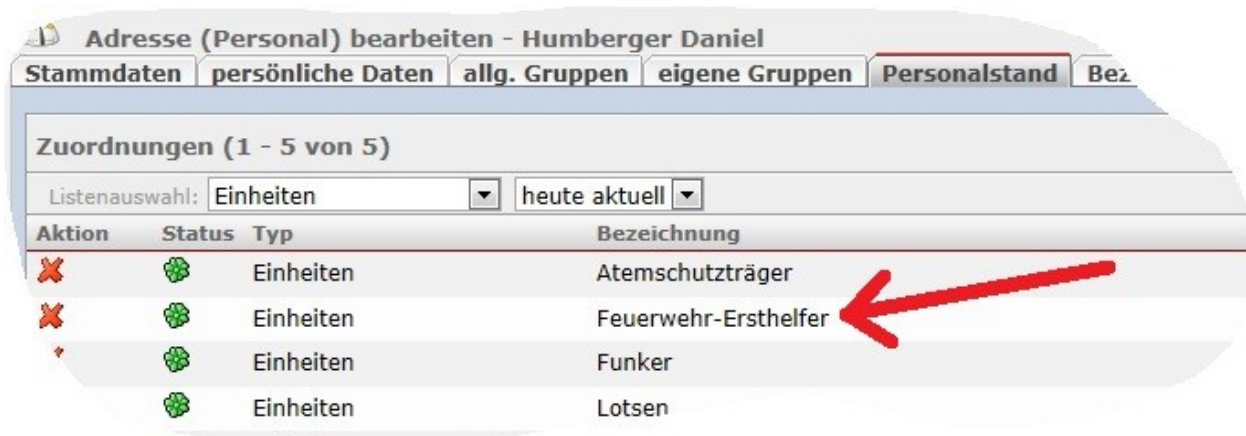 Adresse (Personal) bearbeiten - Humberger Daniel
Stammdaten persönliche Daten allg. Gruppen eigene Gruppen Personalstand Bez
Zuordnungen (1 - 5 von 5)
Listenauswahl: Einheiten heute aktuell
Aktion Status Typ Bezeichnung
Einheiten Atemschutzträger
Einheiten Feuerwehr-Ersthelfer
Einheiten Funker
Einheiten Lotsen